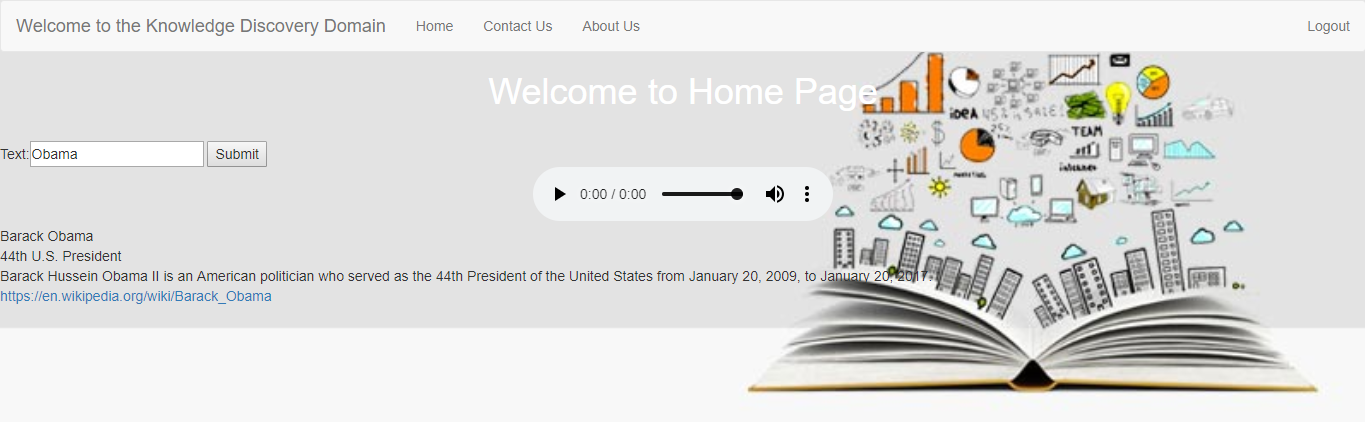 Welcome to the Knowledge Discovery Domain Home Contact Us About Us Logout
Welcome to Home Page
Text: Obama Submit
0:00 / 0:00
Barack Obama
44th U.S. President
Barack Hussein Obama II is an American politician who served as the 44th President of the United States from January 20, 2009, to January 20, 2017.
https://en.wikipedia.org/wiki/Barack_Obama
iDEA
TEAM
internet